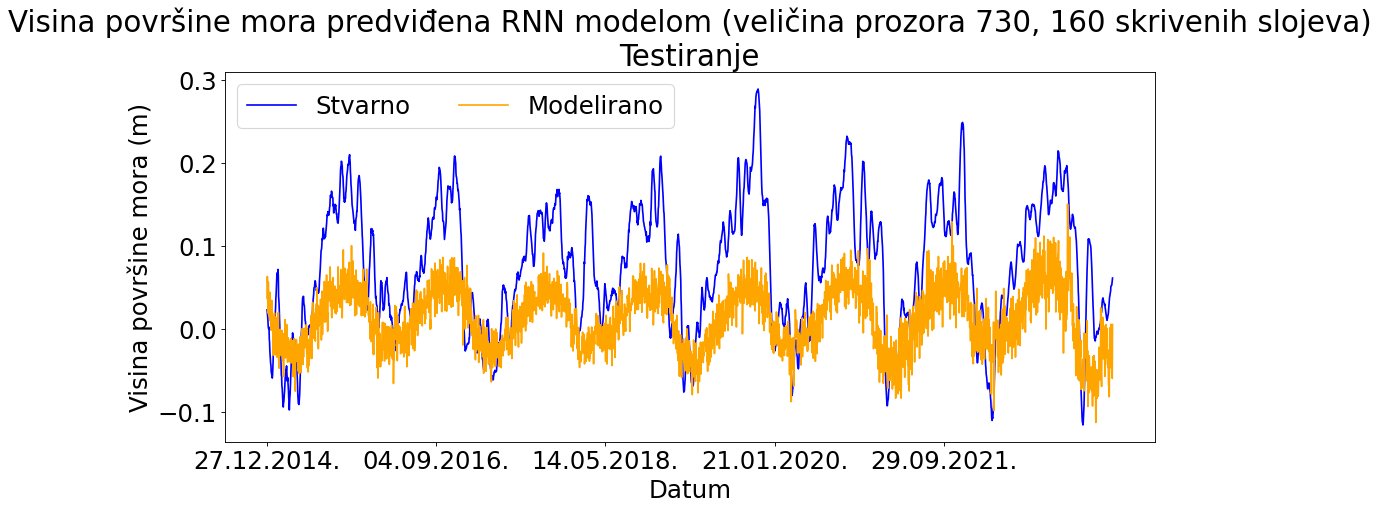 Visina površine mora predviđena RNN modelom (veličina prozora 730, 160 skrivenih slojeva)
Testiranje
Stvarno
Modelirano
Visina površine mora (m)
0.3
0.2
0.1
0.0
−0.1
27.12.2014.
04.09.2016.
14.05.2018.
21.01.2020.
29.09.2021.
Datum